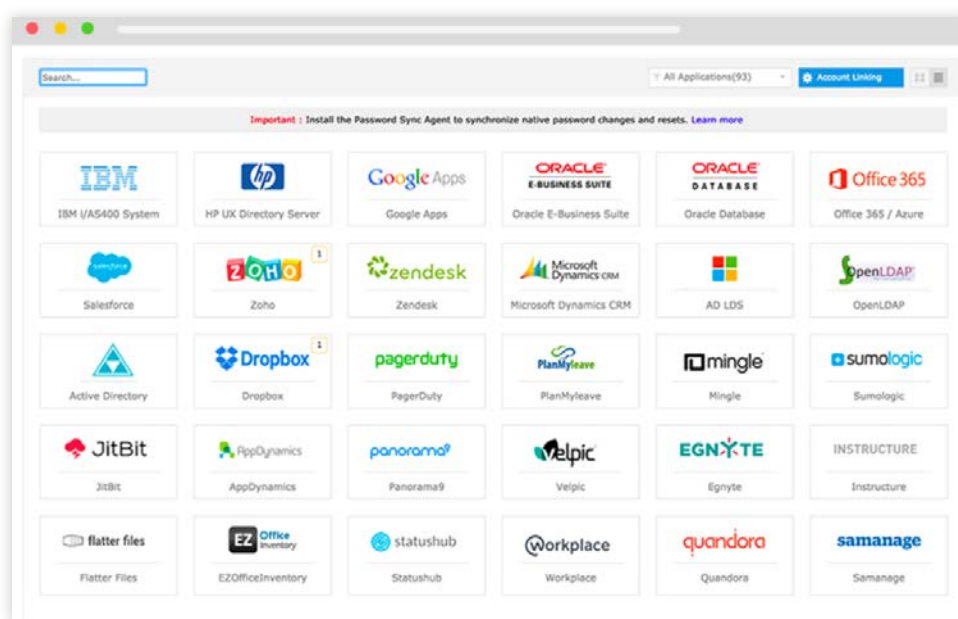 Search...
All Applications(93)
Account Linking
Important : Install the Password Sync Agent to synchronize native password changes and resets. Learn more
IBM
hp
Google Apps
ORACLE
E-BUSINESS SUITE
ORACLE
DATABASE
Office 365
IBM i/AS400 System
HP UX Directory Server
Google Apps
Oracle E-Business Suite
Oracle Database
Office 365 / Azure
salesforce
ZOHO
1
zendesk
Microsoft
Dynamics CRM
OpenLDAP
Salesforce
Zoho
Zendesk
Microsoft Dynamics CRM
AD LDS
OpenLDAP
Dropbox
1
pagerduty
PlanMyleave
mingle
sumologic
Active Directory
Dropbox
PagerDuty
PlanMyleave
Mingle
Sumologic
JitBit
AppDynamics
panorama9
Velpic
EGNYTE
INSTRUCTURE
JitBit
AppDynamics
Panorama9
Velpic
Egnyte
Instructure
flatter files
EZ Office
Inventory
statushub
workplace
quandora
samanage
Flatter Files
EZOfficeInventory
Statushub
Workplace
Quandora
Samanage